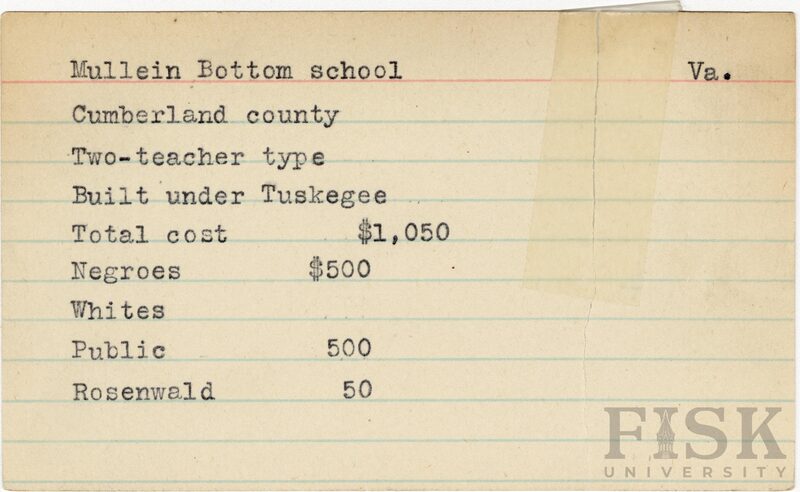 Mullein Bottom school Va.
Cumberland county
Two-teacher type
Built under Tuskegee
Total cost $1,050
Negroes $500
Whites
Public 500
Rosenwald 50
FISK
UNIVERSITY